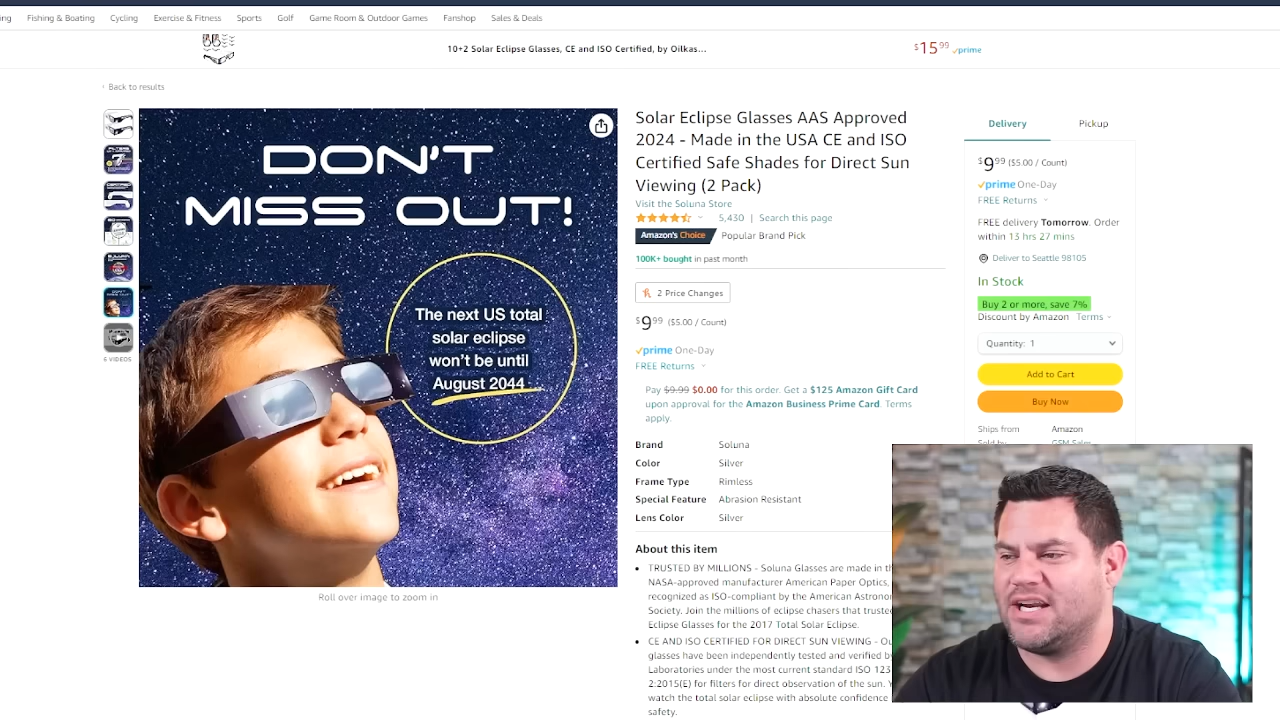 Fishing & Boating Cycling Exercise & Fitness Sports Golf Game Room & Outdoor Games Fanshop Sales & Deals
10+2 Solar Eclipse Glasses, CE and ISO Certified, by Oilkas...
$15 99 prime
‹ Back to results
6 VIDEOS
DON'T
MISS OUT!
The next US total
solar eclipse
won't be until
August 2044
Roll over image to zoom in
Solar Eclipse Glasses AAS Approved
2024 - Made in the USA CE and ISO
Certified Safe Shades for Direct Sun
Viewing (2 Pack)
Visit the Soluna Store
5,430 | Search this page
Amazon's Choice Popular Brand Pick
100K+ bought in past month
2 Price Changes
$9 99 ($5.00 / Count)
prime One-Day
FREE Returns
Pay $9.99 $0.00 for this order. Get a $125 Amazon Gift Card
upon approval for the Amazon Business Prime Card. Terms
apply.
Brand Soluna
Color Silver
Frame Type Rimless
Special Feature Abrasion Resistant
Lens Color Silver
About this item
• TRUSTED BY MILLIONS - Soluna Glasses are made in
NASA-approved manufacturer American Paper Optics,
recognized as ISO-compliant by the American
Society. Join the millions of eclipse chasers that
Eclipse Glasses for the 2017 Total Solar Eclipse.
• CE AND ISO CERTIFIED FOR DIRECT SUN VIEWING -
glasses have been independently tested and verified
Laboratories under the most current standard ISO
2:2015(E) for filters for direct observation of the sun.
watch the total solar eclipse with absolute confidence
safety.
Delivery Pickup
$9 99 ($5.00 / Count)
prime One-Day
FREE Returns
FREE delivery Tomorrow. Order
within 13 hrs 27 mins
Deliver to Seattle 98105
In Stock
Buy 2 or more, save 7%
Discount by Amazon Terms
Quantity: 1
Add to Cart
Buy Now
Ships from Amazon